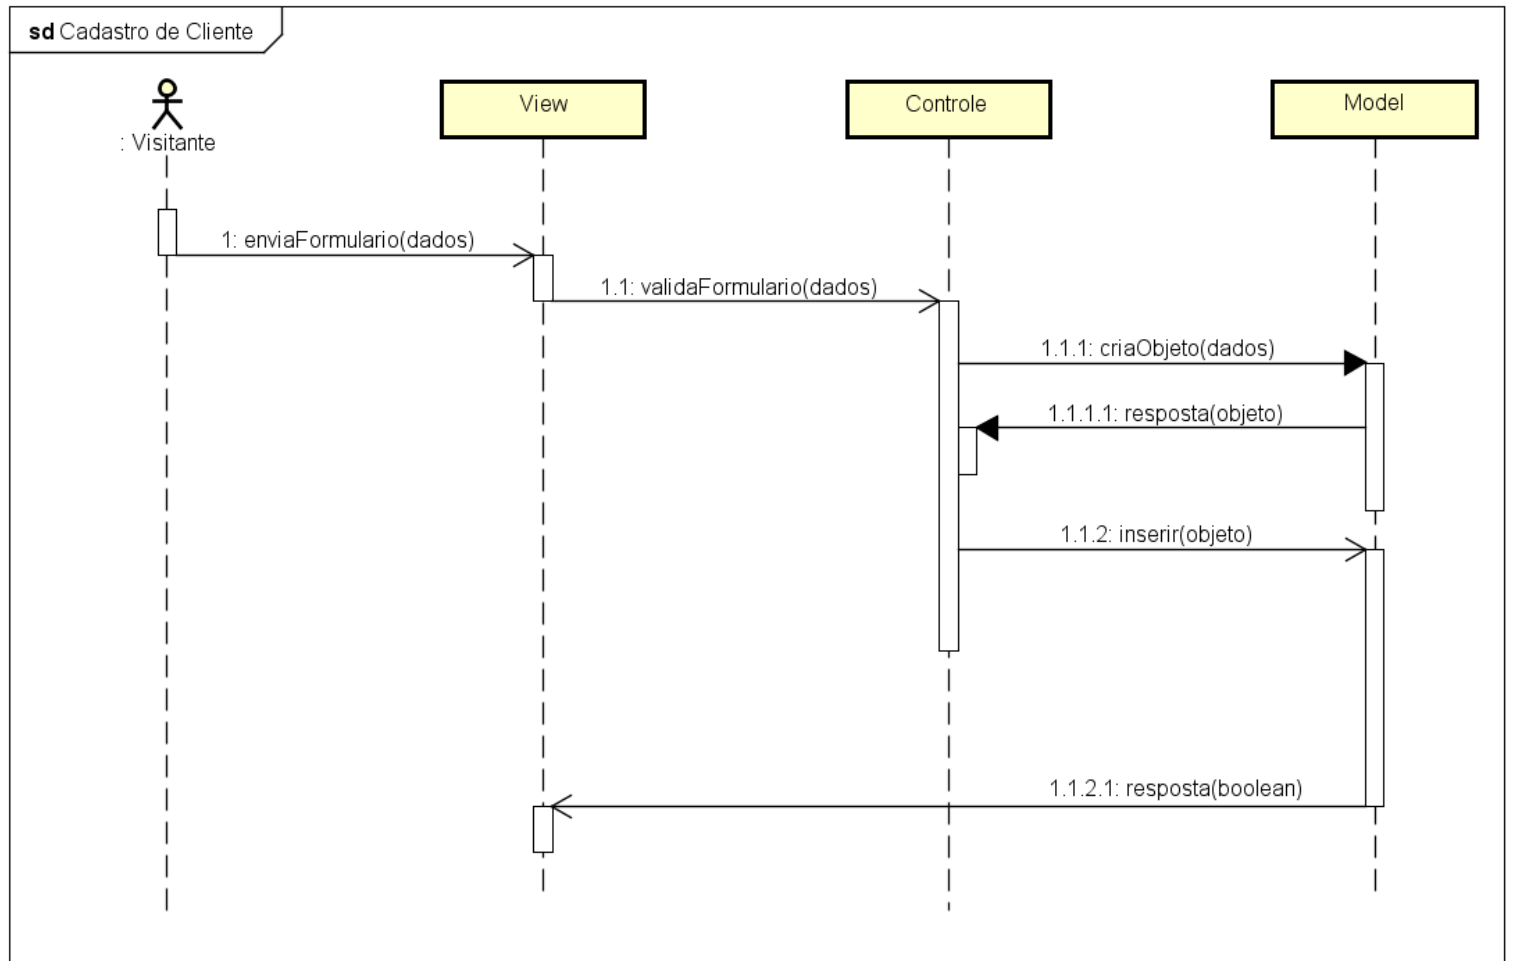 sd Cadastro de Cliente
: Visitante
View
Controle
Model
1: enviaFormulario(dados)
1.1: validaFormulario(dados)
1.1.1: criaObjeto(dados)
1.1.1.1: resposta(objeto)
1.1.2: inserir(objeto)
1.1.2.1: resposta(boolean)